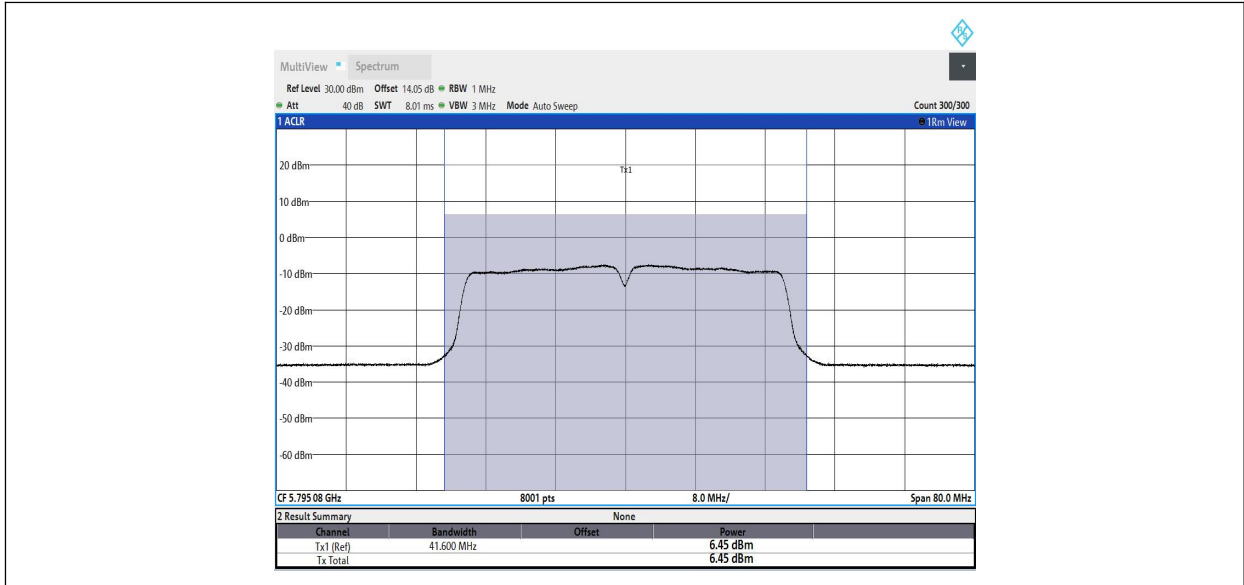 R S
MultiView Spectrum
Ref Level 30.00 dBm Offset 14.05 dB RBW 1 MHz
Att 40 dB SWT 8.01 ms VBW 3 MHz Mode Auto Sweep Count 300/300
1 ACLR 1Rm View
20 dBm
Tx1
10 dBm
0 dBm
-10 dBm
-20 dBm
-30 dBm
-40 dBm
-50 dBm
-60 dBm
CF 5.795 08 GHz 8001 pts 8.0 MHz/ Span 80.0 MHz
2 Result Summary None
Channel Bandwidth Offset Power
Tx1 (Ref) 41.600 MHz 6.45 dBm
Tx Total 6.45 dBm